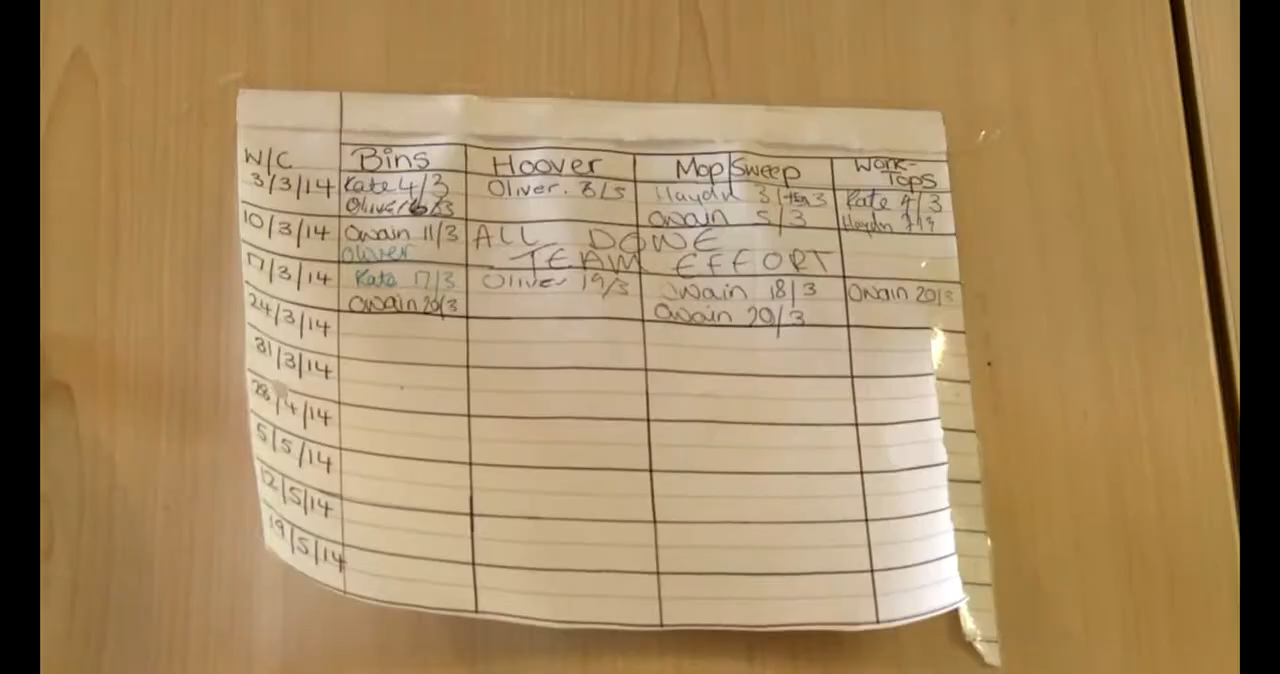 W/C Bins Hoover Mop/Sweep Work-Tops
3/3/14 Kate 4/3 Oliver. Haydn 3/ Kate 4/3
Oliver Owain 5/3 Haydn
10/3/14 Owain 11/3 ALL DONE
Oliver TEAM EFFORT
17/3/14 Kate 17/3 Oliver 19/3 Owain 18/3 Owain 20/3
Owain 20/3 Owain 20/3
24/3/14
31/3/14
28/4/14
5/5/14
12/5/14
19/5/14